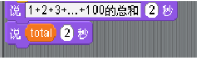 说 1+2+3+...+100的总和 2 秒
说 total 2 秒